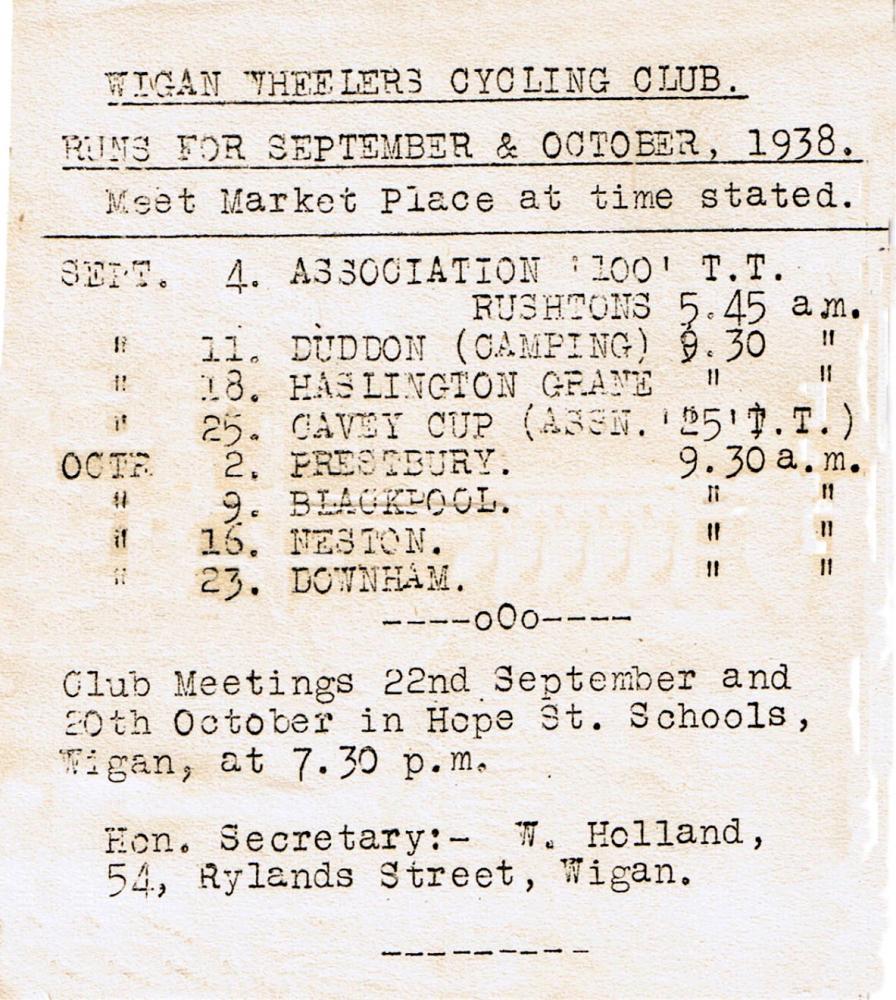 WIGAN WHEELERS CYCLING CLUB.
RUNS FOR SEPTEMBER & OCTOBER, 1938.
Meet Market Place at time stated.
SEPT. 4. ASSOCIATION '100' T.T.
RUSHTONS 5.45 a.m.
" 11. DUDDON (CAMPING) 9.30 "
" 18. HASLINGTON GRANE " "
" 25. CAVEY CUP (ASSN. '25' T.T.)
OCTR 2. PRESTBURY. 9.30 a.m.
" 9. BLACKPOOL. " "
" 16. NESTON. " "
" 23. DOWNHAM. " "
----oOo----
Club Meetings 22nd September and
20th October in Hope St. Schools,
Wigan, at 7.30 p.m.
Hon. Secretary:- W. Holland,
54, Rylands Street, Wigan.
---------